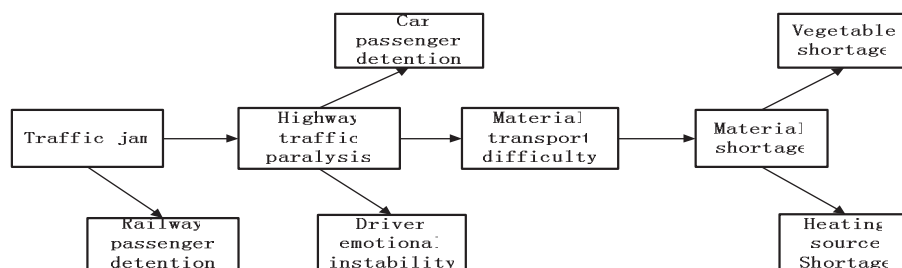 Car
passenger
detention
Vegetable
shortage
Traffic jam
Highway
traffic
paralysis
Material
transport
difficulty
Material
shortage
Railway
passenger
detention
Driver
emotional
instability
Heating
source
Shortage